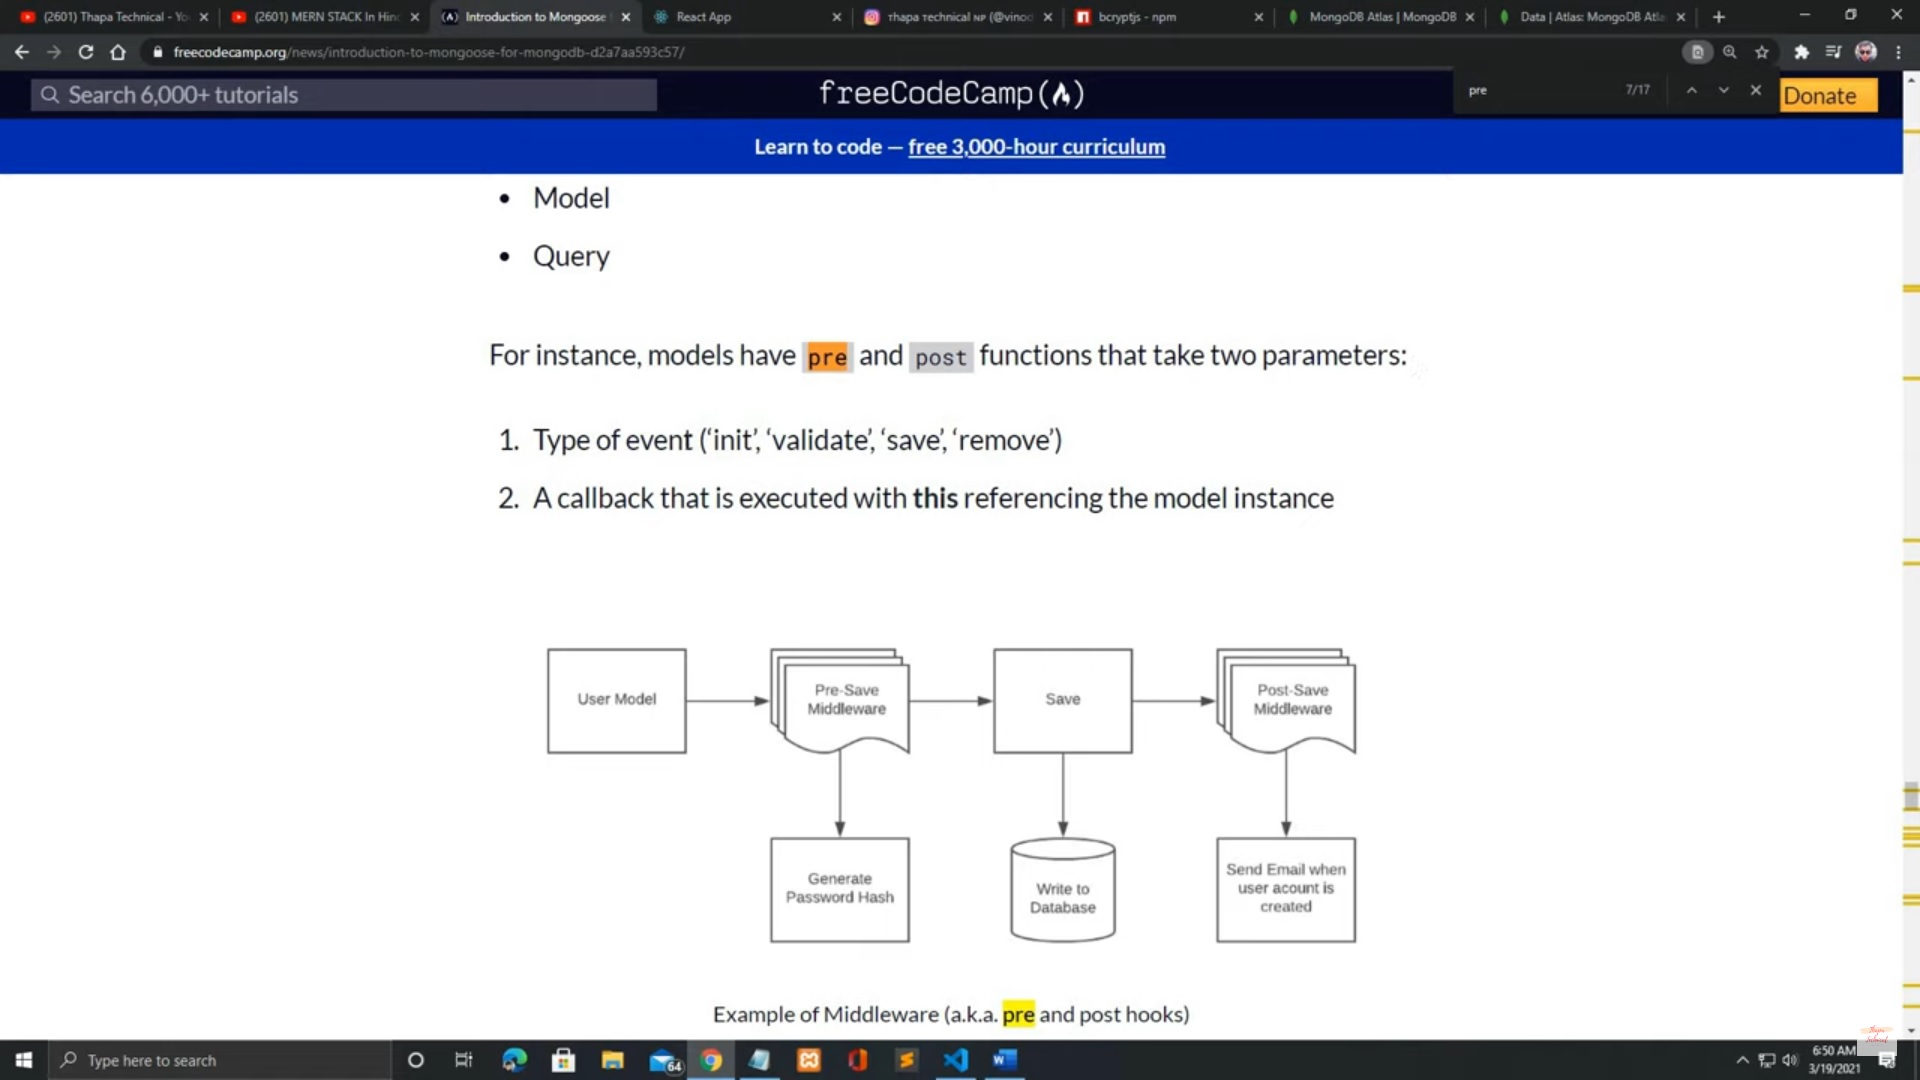 (2601) Thapa Technical - Yo
(2601) MERN STACK In Hin
Introduction to Mongoose
React App
тhapa тecнnιcal ɴᴘ (@vinod
bcryptjs - npm
MongoDB Atlas | MongoDB
Data | Atlas: MongoDB Atla
freecodecamp.org/news/introduction-to-mongoose-for-mongodb-d2a7aa593c57/
Search 6,000+ tutorials
freeCodeCamp
pre
7/17
Donate
Learn to code — free 3,000-hour curriculum
• Model
• Query
For instance, models have pre and post functions that take two parameters:
1. Type of event (‘init’, ‘validate’, ‘save’, ‘remove’)
2. A callback that is executed with this referencing the model instance
User Model
Pre-Save
Middleware
Save
Post-Save
Middleware
Generate
Password Hash
Write to
Database
Send Email when
user acount is
created
Example of Middleware (a.k.a. pre and post hooks)
Type here to search
64
6:50 AM
3/19/2021